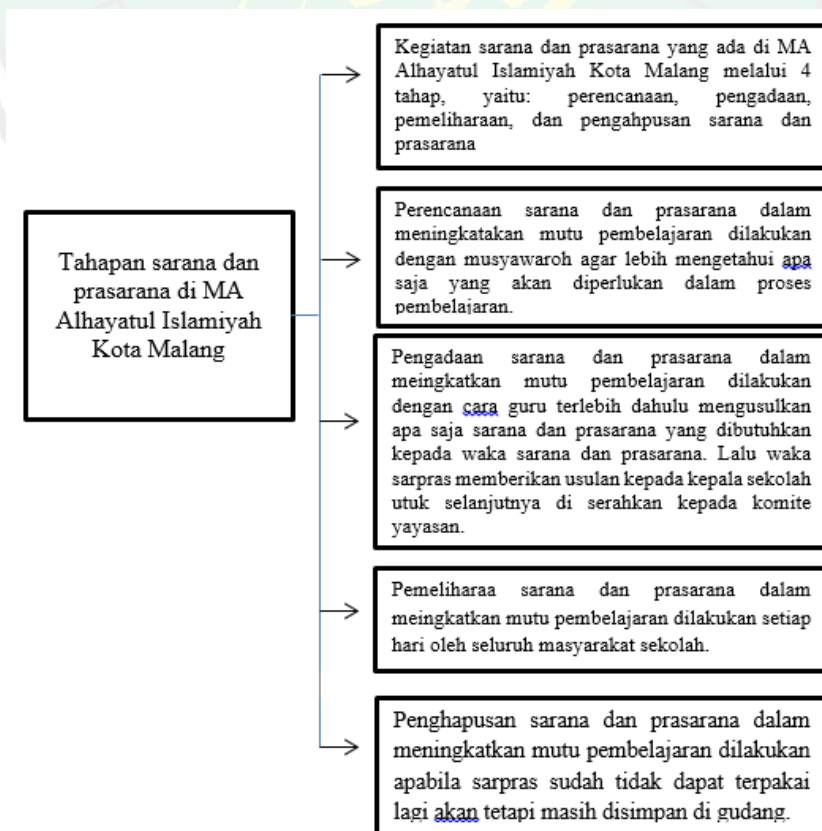 Tahapan sarana dan
prasarana di MA
Alhayatul Islamiyah
Kota Malang
Kegiatan sarana dan prasarana yang ada di MA
Alhayatul Islamiyah Kota Malang melalui 4
tahap, yaitu: perencanaan, pengadaan,
pemeliharaan, dan pengahpusan sarana dan
prasarana
Perencanaan sarana dan prasarana dalam
meningkatakan mutu pembelajaran dilakukan
dengan musyawaroh agar lebih mengetahui apa
saja yang akan diperlukan dalam proses
pembelajaran.
Pengadaan sarana dan prasarana dalam
meingkatkan mutu pembelajaran dilakukan
dengan cara guru terlebih dahulu mengusulkan
apa saja sarana dan prasarana yang dibutuhkan
kepada waka sarana dan prasarana. Lalu waka
sarpras memberikan usulan kepada kepala sekolah
utuk selanjutnya di serahkan kepada komite
yayasan.
Pemeliharaa sarana dan prasarana dalam
meingkatkan mutu pembelajaran dilakukan setiap
hari oleh seluruh masyarakat sekolah.
Penghapusan sarana dan prasarana dalam
meningkatkan mutu pembelajaran dilakukan
apabila sarpras sudah tidak dapat terpakai
lagi akan tetapi masih disimpan di gudang.